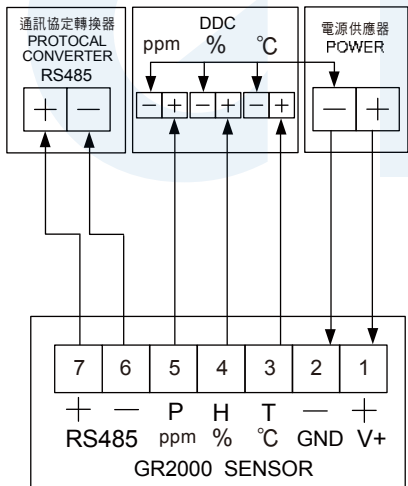 通訊協定轉換器
PROTOCAL
CONVERTER
RS485
+ −
DDC
ppm % °C
− + − + − +
電源供應器
POWER
− +
7 6 5 4 3 2 1
+ − P H T − +
RS485 ppm % °C GND V+
GR2000 SENSOR